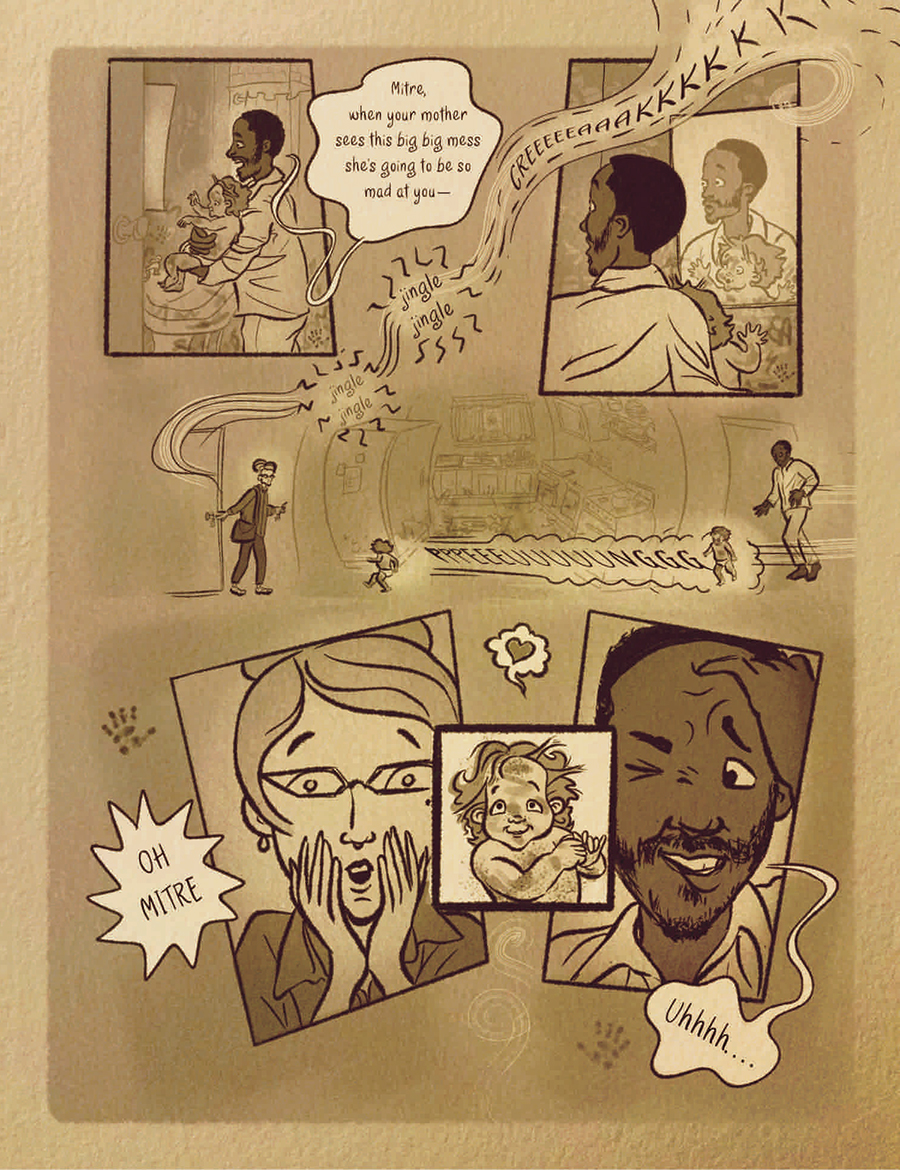 Mitre,
when your mother
sees this big big mess
she's going to be so
mad at you—
CREEEEEAAAKKKKKKKK
jingle
jingle
jingle
jingle
PPPEEEUUUUUUNGGG
OH
MITRE
Uhhhh....